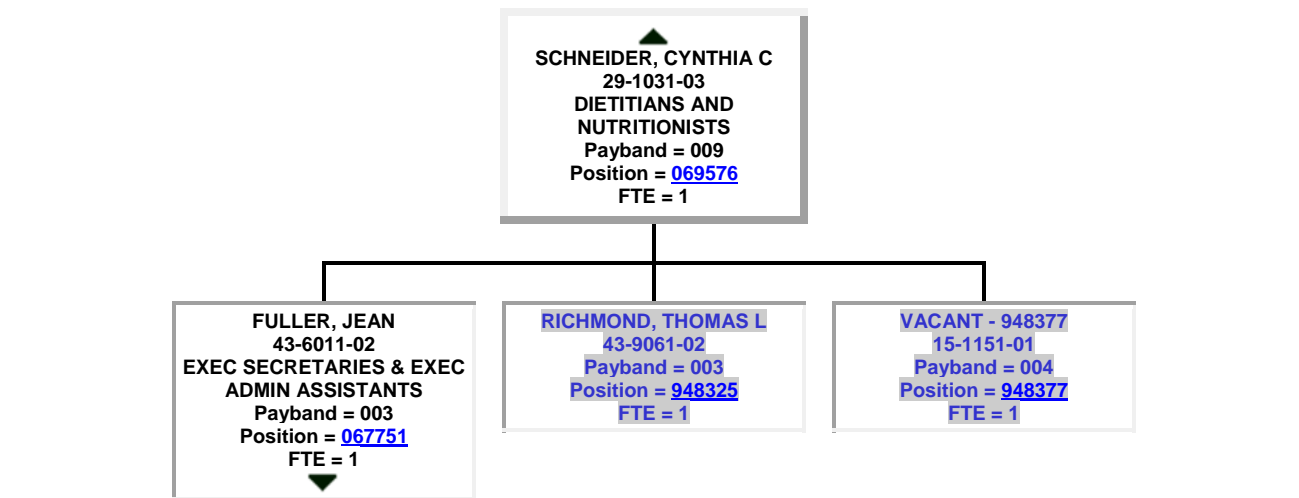 SCHNEIDER, CYNTHIA C
29-1031-03
DIETITIANS AND
NUTRITIONISTS
Payband = 009
Position = 069576
FTE = 1
FULLER, JEAN
43-6011-02
EXEC SECRETARIES & EXEC
ADMIN ASSISTANTS
Payband = 003
Position = 067751
FTE = 1
RICHMOND, THOMAS L
43-9061-02
Payband = 003
Position = 948325
FTE = 1
VACANT - 948377
15-1151-01
Payband = 004
Position = 948377
FTE = 1